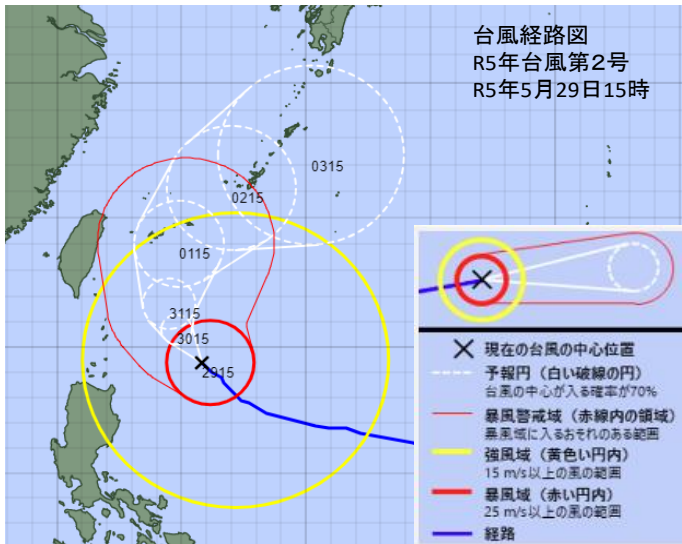 台風経路図
R5年台風第2号
R5年5月29日15時
0315
0215
0115
3115
3015
2915
現在の台風の中心位置
予報円（白い破線の円）
台風の中心が入る確率が70%
暴風警戒域（赤線内の領域）
暴風域に入るおそれのある範囲
強風域（黄色い円内）
15 m/s以上の風の範囲
暴風域（赤い円内）
25 m/s以上の風の範囲
経路